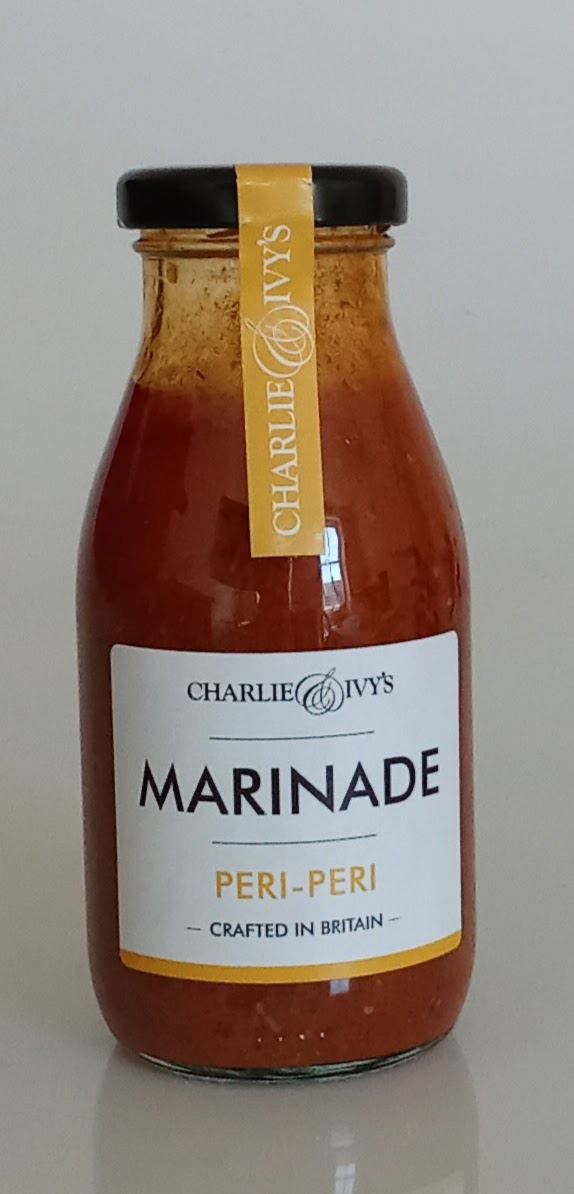 CHARLIE & IVY'S
CHARLIE & IVY'S
MARINADE
PERI-PERI
— CRAFTED IN BRITAIN —